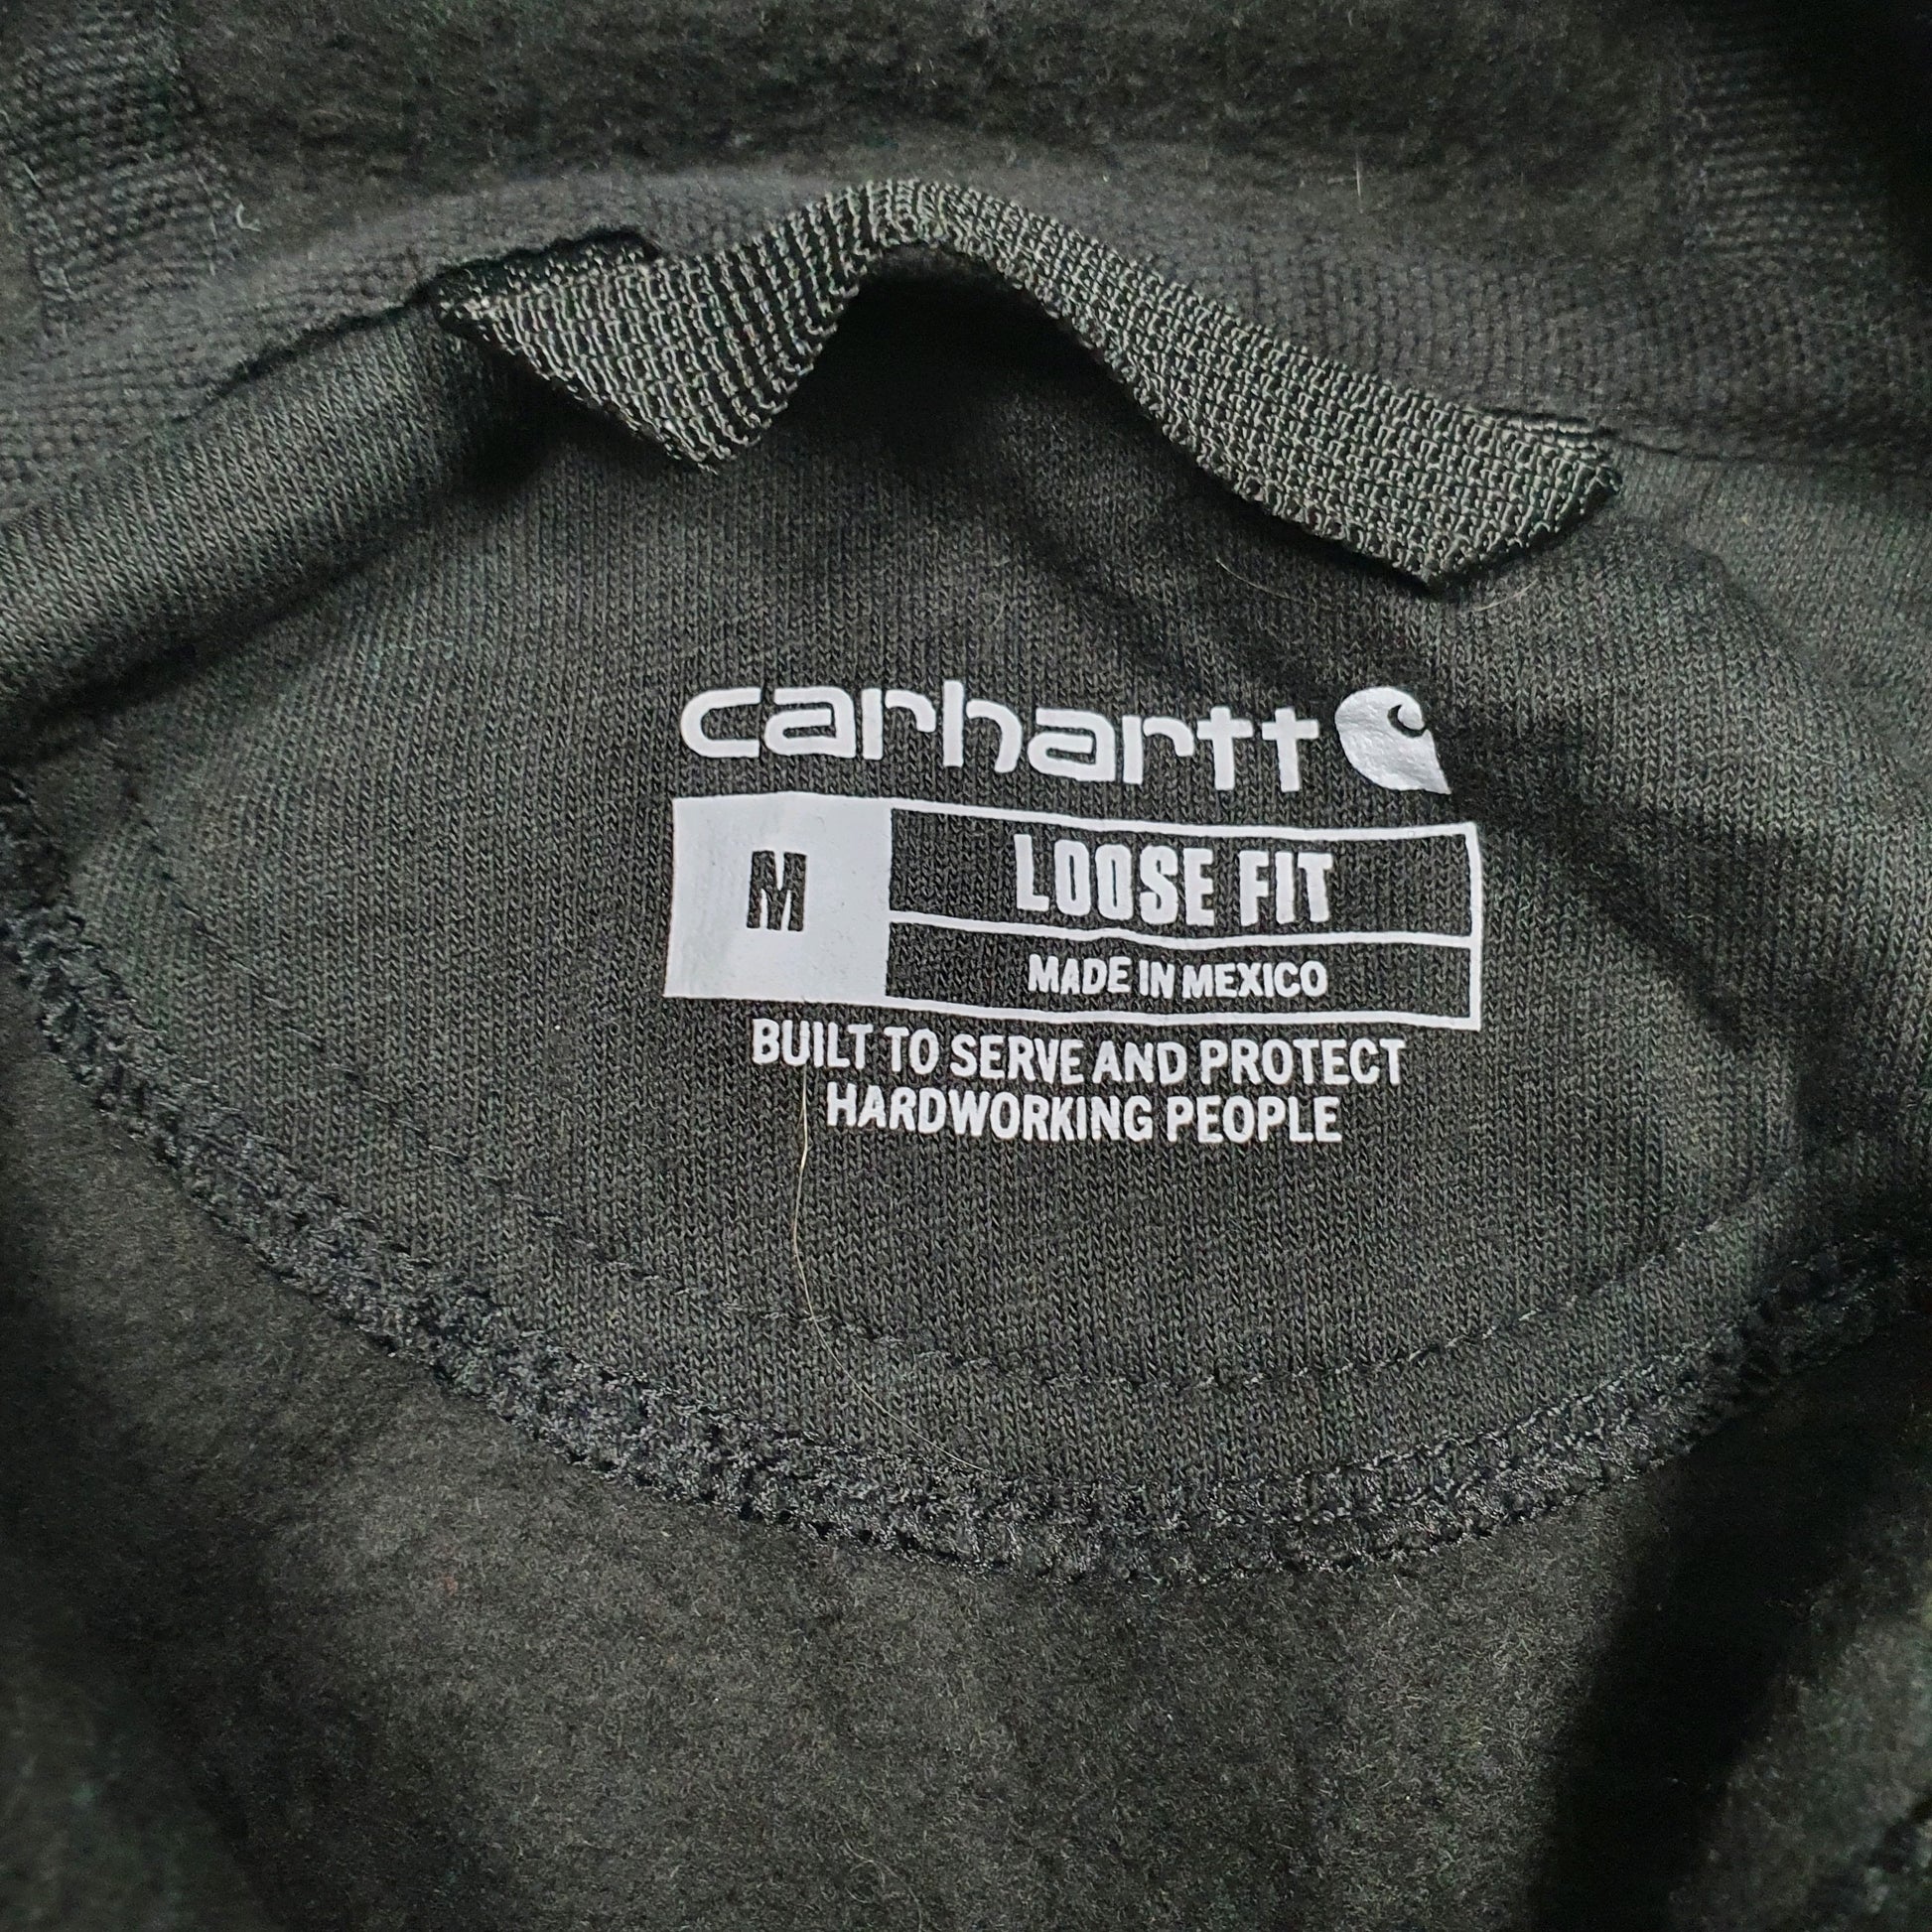 carhartt
M
LOOSE FIT
MADE IN MEXICO
BUILT TO SERVE AND PROTECT
HARDWORKING PEOPLE